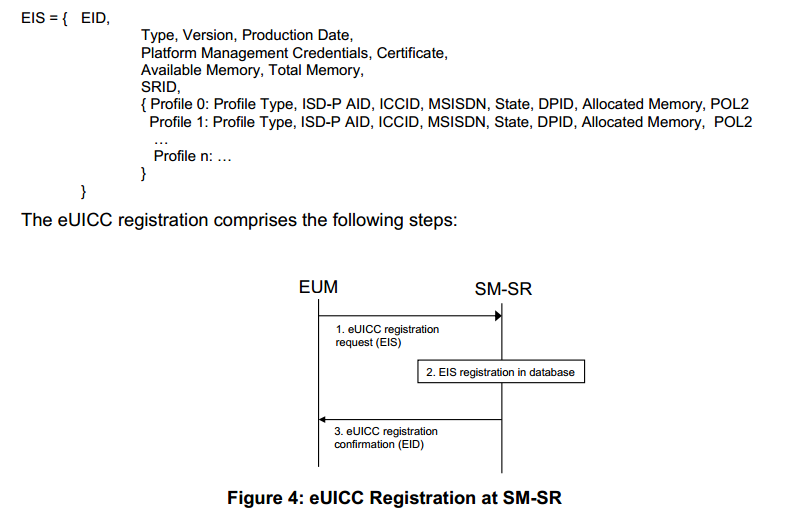 EIS = { EID,
Type, Version, Production Date,
Platform Management Credentials, Certificate,
Available Memory, Total Memory,
SRID,
{ Profile 0: Profile Type, ISD-P AID, ICCID, MSISDN, State, DPID, Allocated Memory, POL2
Profile 1: Profile Type, ISD-P AID, ICCID, MSISDN, State, DPID, Allocated Memory, POL2
…
Profile n: …
}
}
The eUICC registration comprises the following steps:
EUM
SM-SR
1. eUICC registration
request (EIS)
2. EIS registration in database
3. eUICC registration
confirmation (EID)
Figure 4: eUICC Registration at SM-SR